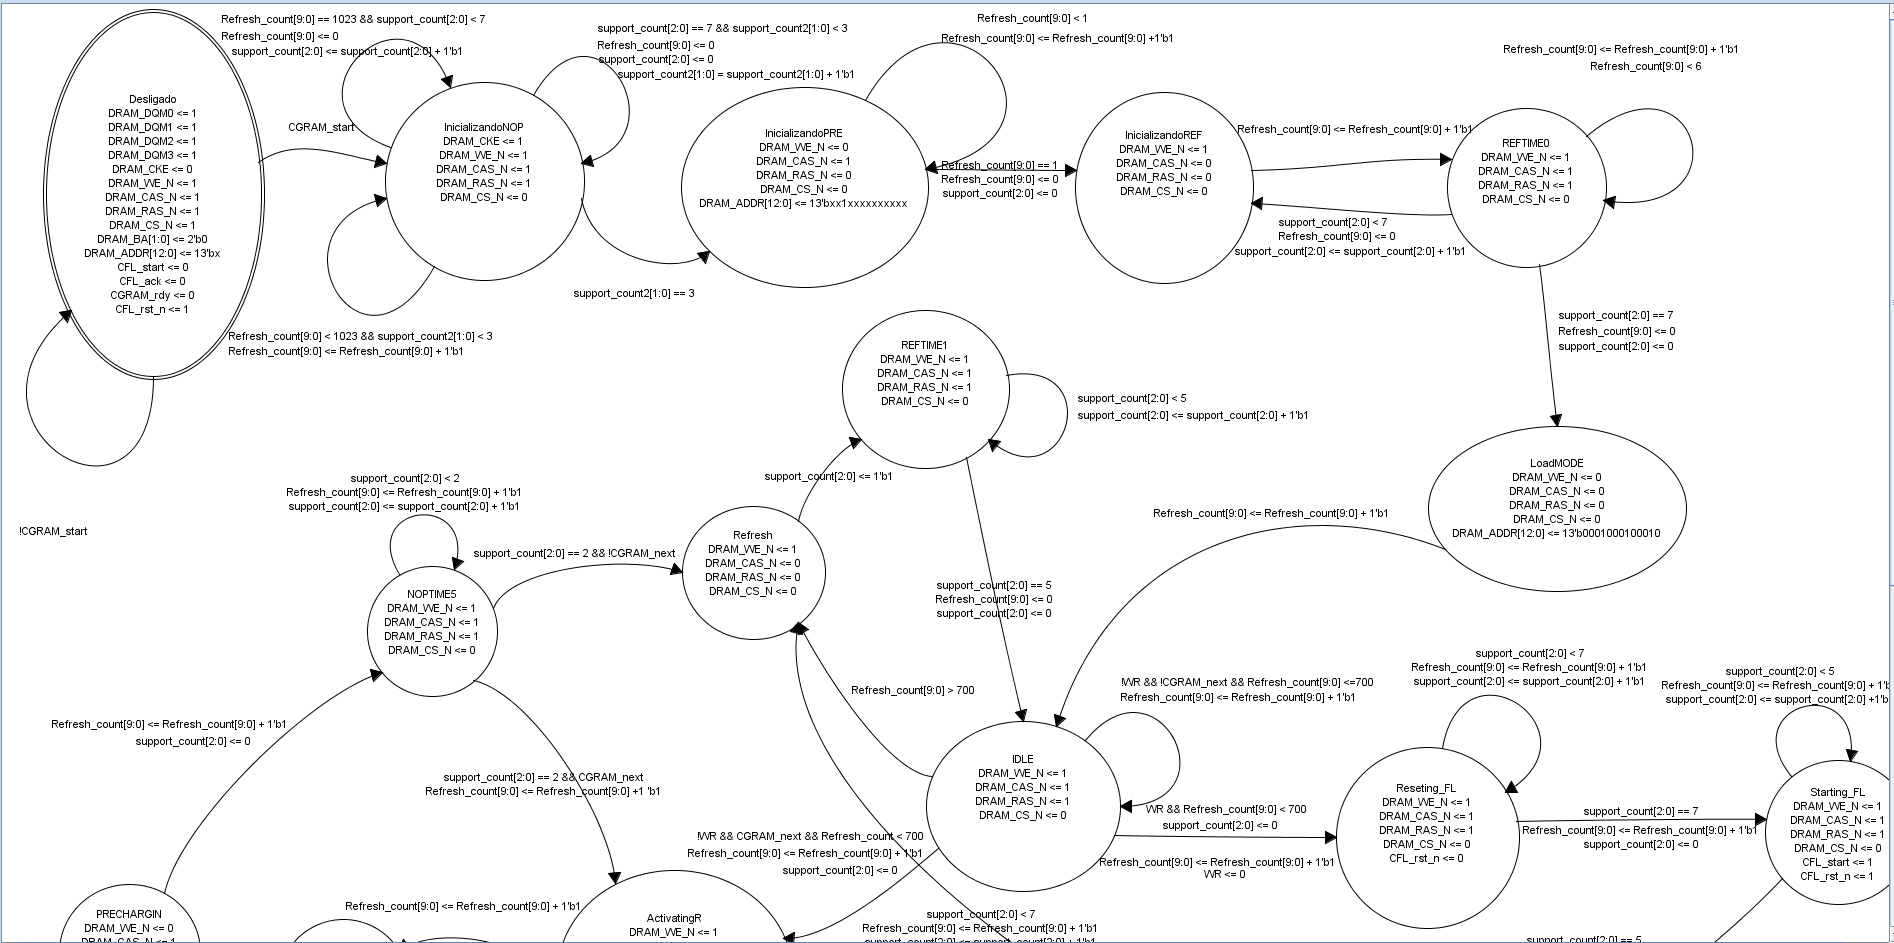 Refresh_count[9:0] == 1023 && support_count[2:0] < 7
Refresh_count[9:0] <= 0
support_count[2:0] <= support_count[2:0] + 1'b1
support_count[2:0] == 7 && support_count2[1:0] < 3
Refresh_count[9:0] <= 0
support_count[2:0] <= 0
support_count2[1:0] = support_count2[1:0] + 1'b1
Refresh_count[9:0] < 1
Refresh_count[9:0] <= Refresh_count[9:0] +1'b1
Refresh_count[9:0] <= Refresh_count[9:0] + 1'b1
Refresh_count[9:0] < 6
Desligado
DRAM_DQM0 <= 1
DRAM_DQM1 <= 1
DRAM_DQM2 <= 1
DRAM_DQM3 <= 1
DRAM_CKE <= 0
DRAM_WE_N <= 1
DRAM_CAS_N <= 1
DRAM_RAS_N <= 1
DRAM_CS_N <= 1
DRAM_BA[1:0] <= 2'b0
DRAM_ADDR[12:0] <= 13'bx
CFL_start <= 0
CFL_ack <= 0
CGRAM_rdy <= 0
CFL_rst_n <= 1
CGRAM_start
InicializandoNOP
DRAM_CKE <= 1
DRAM_WE_N <= 1
DRAM_CAS_N <= 1
DRAM_RAS_N <= 1
DRAM_CS_N <= 0
InicializandoPRE
DRAM_WE_N <= 0
DRAM_CAS_N <= 1
DRAM_RAS_N <= 0
DRAM_CS_N <= 0
DRAM_ADDR[12:0] <= 13'bxx1xxxxxxxxxx
Refresh_count[9:0] == 1
Refresh_count[9:0] <= 0
support_count[2:0] <= 0
InicializandoREF
DRAM_WE_N <= 1
DRAM_CAS_N <= 0
DRAM_RAS_N <= 0
DRAM_CS_N <= 0
Refresh_count[9:0] <= Refresh_count[9:0] + 1'b1
REFTIME0
DRAM_WE_N <= 1
DRAM_CAS_N <= 1
DRAM_RAS_N <= 1
DRAM_CS_N <= 0
support_count[2:0] < 7
Refresh_count[9:0] <= 0
support_count[2:0] <= support_count[2:0] + 1'b1
support_count2[1:0] == 3
Refresh_count[9:0] < 1023 && support_count2[1:0] < 3
Refresh_count[9:0] <= Refresh_count[9:0] + 1'b1
support_count[2:0] == 7
Refresh_count[9:0] <= 0
support_count[2:0] <= 0
REFTIME1
DRAM_WE_N <= 1
DRAM_CAS_N <= 1
DRAM_RAS_N <= 1
DRAM_CS_N <= 0
support_count[2:0] < 5
support_count[2:0] <= support_count[2:0] + 1'b1
LoadMODE
DRAM_WE_N <= 0
DRAM_CAS_N <= 0
DRAM_RAS_N <= 0
DRAM_CS_N <= 0
DRAM_ADDR[12:0] <= 13'b0001000100010
!CGRAM_start
support_count[2:0] < 2
Refresh_count[9:0] <= Refresh_count[9:0] + 1'b1
support_count[2:0] <= support_count[2:0] + 1'b1
support_count[2:0] <= 1'b1
Refresh_count[9:0] <= Refresh_count[9:0] + 1'b1
support_count[2:0] == 2 && !CGRAM_next
Refresh
DRAM_WE_N <= 1
DRAM_CAS_N <= 0
DRAM_RAS_N <= 0
DRAM_CS_N <= 0
NOPTIME5
DRAM_WE_N <= 1
DRAM_CAS_N <= 1
DRAM_RAS_N <= 1
DRAM_CS_N <= 0
support_count[2:0] == 5
Refresh_count[9:0] <= 0
support_count[2:0] <= 0
Refresh_count[9:0] > 700
!WR && !CGRAM_next && Refresh_count[9:0] <=700
Refresh_count[9:0] <= Refresh_count[9:0] + 1'b1
support_count[2:0] < 7
Refresh_count[9:0] <= Refresh_count[9:0] + 1'b1
support_count[2:0] <= support_count[2:0] + 1'b1
support_count[2:0] < 5
Refresh_count[9:0] <= Refresh_count[9:0] + 1'b
support_count[2:0] <= support_count[2:0] +1'b
Refresh_count[9:0] <= Refresh_count[9:0] + 1'b1
support_count[2:0] <= 0
support_count[2:0] == 2 && CGRAM_next
Refresh_count[9:0] <= Refresh_count[9:0] +1 'b1
IDLE
DRAM_WE_N <= 1
DRAM_CAS_N <= 1
DRAM_RAS_N <= 1
DRAM_CS_N <= 0
WR && Refresh_count[9:0] < 700
support_count[2:0] <= 0
Refresh_count[9:0] <= Refresh_count[9:0] + 1'b1
WR <= 0
Reseting_FL
DRAM_WE_N <= 1
DRAM_CAS_N <= 1
DRAM_RAS_N <= 1
DRAM_CS_N <= 0
CFL_rst_n <= 0
support_count[2:0] == 7
Refresh_count[9:0] <= Refresh_count[9:0] + 1'b1
support_count[2:0] <= 0
Starting_FL
DRAM_WE_N <= 1
DRAM_CAS_N <= 1
DRAM_RAS_N <= 1
DRAM_CS_N <= 0
CFL_start <= 1
CFL_rst_n <= 1
!WR && CGRAM_next && Refresh_count < 700
Refresh_count[9:0] <= Refresh_count[9:0] + 1'b1
support_count[2:0] <= 0
PRECHARGIN
DRAM_WE_N <= 0
DRAM_CAS_N <= 1
Refresh_count[9:0] <= Refresh_count[9:0] + 1'b1
ActivatingR
DRAM_WE_N <= 1
support_count[2:0] < 7
Refresh_count[9:0] <= Refresh_count[9:0] + 1'b1
support_count[2:0] <= support_count[2:0] + 1'b1
support_count[2:0] == 5